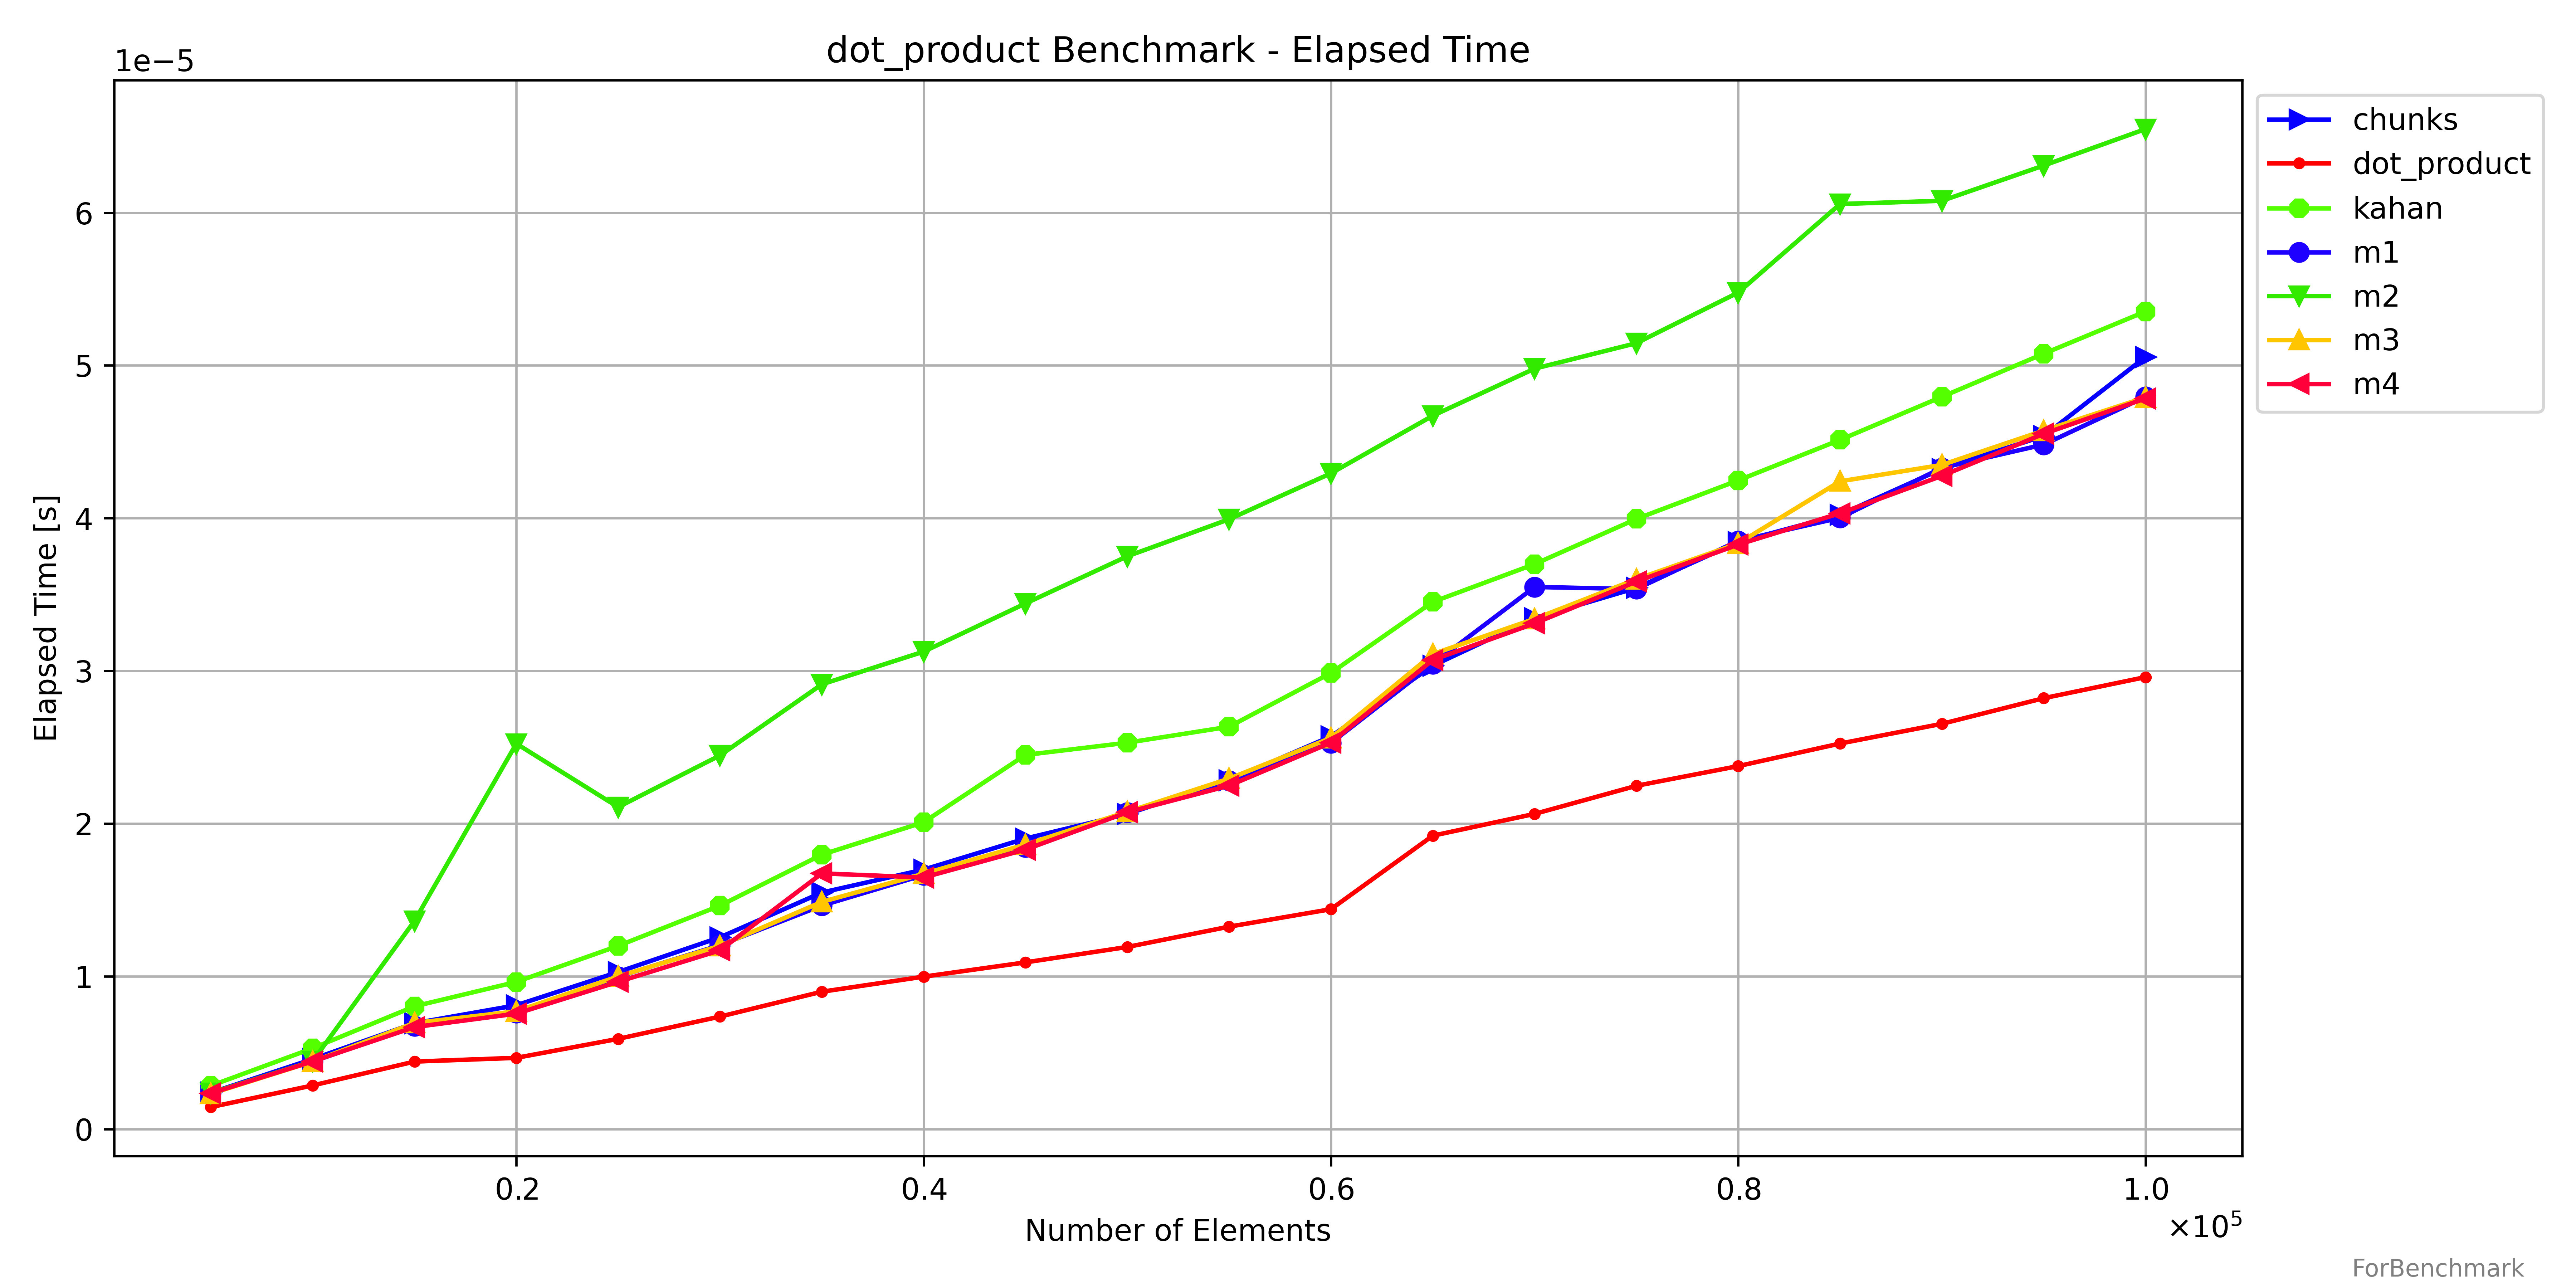 dot_product Benchmark - Elapsed Time
1e−5
6
5
4
3
2
1
0
Elapsed Time [s]
0.2 0.4 0.6 0.8 1.0
Number of Elements
×10⁵
chunks
dot_product
kahan
m1
m2
m3
m4
ForBenchmark